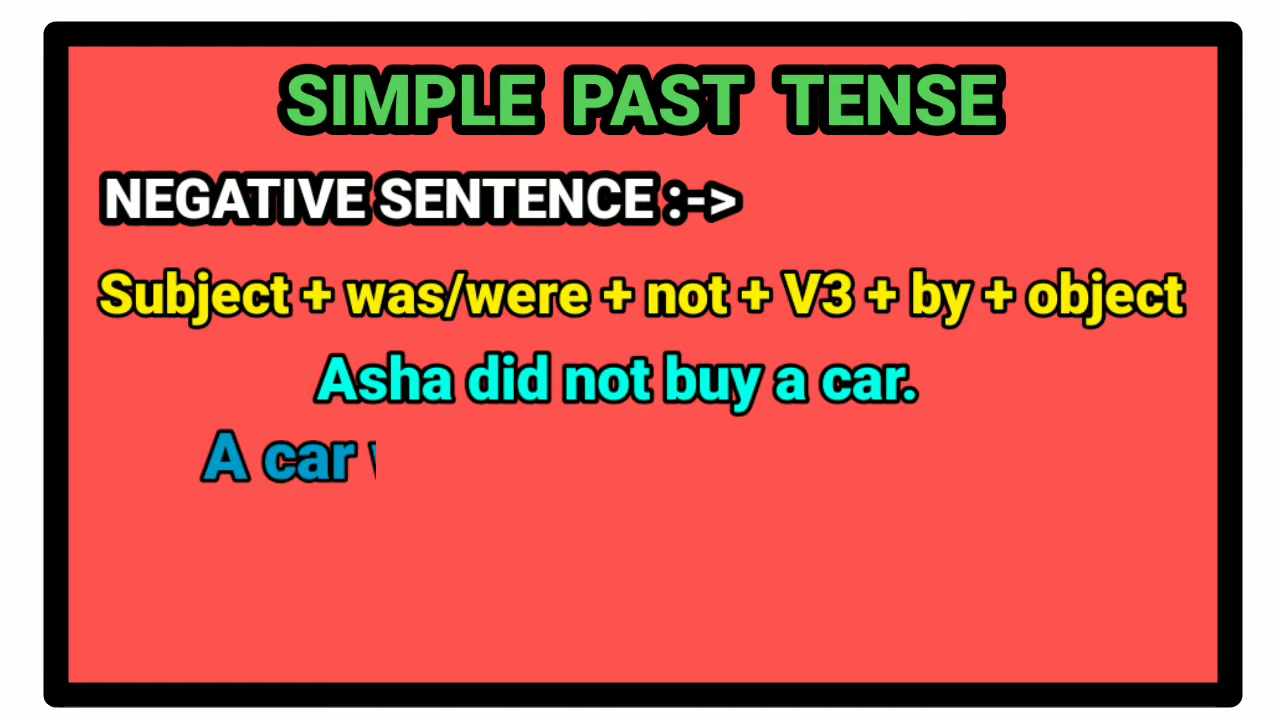 SIMPLE PAST TENSE
NEGATIVE SENTENCE :->
Subject + was/were + not + V3 + by + object
Asha did not buy a car.
A car